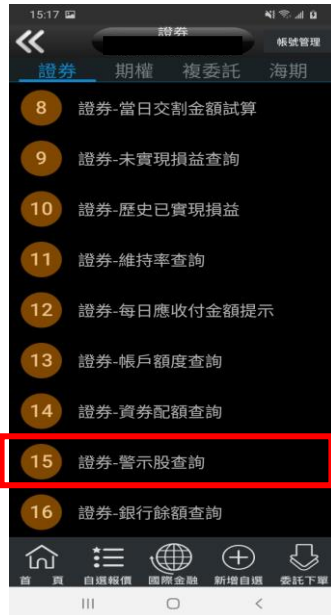 15:17
證券
帳號管理
證券 期權 複委託 海期
8 證券-當日交割金額試算
9 證券-未實現損益查詢
10 證券-歷史已實現損益
11 證券-維持率查詢
12 證券-每日應收付金額提示
13 證券-帳戶額度查詢
14 證券-資券配額查詢
15 證券-警示股查詢
16 證券-銀行餘額查詢
首 頁 自選報價 國際金融 新增自選 委託下單